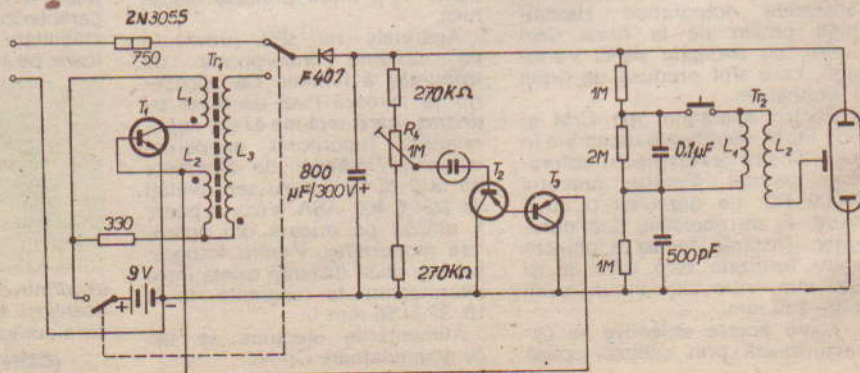 2N3055
750
Tr1
F407
T1
L1
L2
L3
330
9V
+
-
800
µF/300V
+
270KΩ
R4
1M
270KΩ
T2
T3
1M
2M
1M
0.1µF
500pF
Tr2
L1
L2